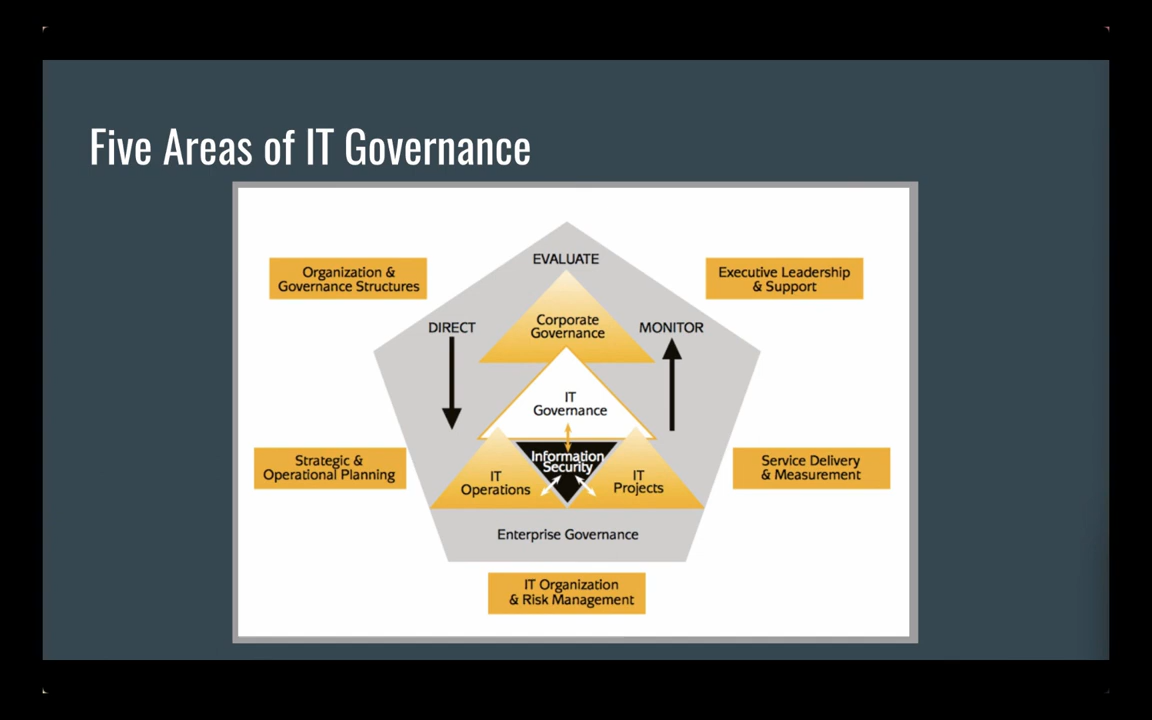 Five Areas of IT Governance
EVALUATE
Organization &
Governance Structures
Executive Leadership
& Support
DIRECT
Corporate
Governance
MONITOR
IT
Governance
Strategic &
Operational Planning
Information
Security
Service Delivery
& Measurement
IT
Operations
IT
Projects
Enterprise Governance
IT Organization
& Risk Management